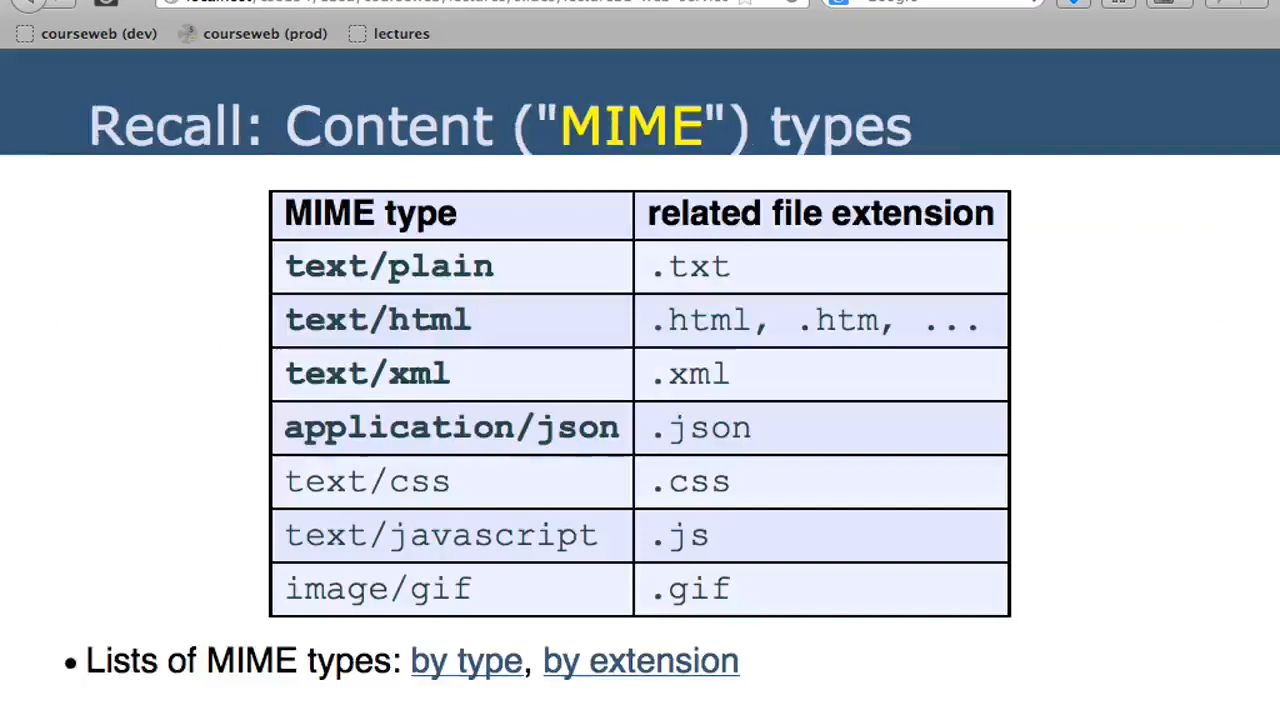 courseweb (dev) courseweb (prod) lectures
Recall: Content ("MIME") types
MIME type related file extension
text/plain .txt
text/html .html, .htm, ...
text/xml .xml
application/json .json
text/css .css
text/javascript .js
image/gif .gif
• Lists of MIME types: by type, by extension